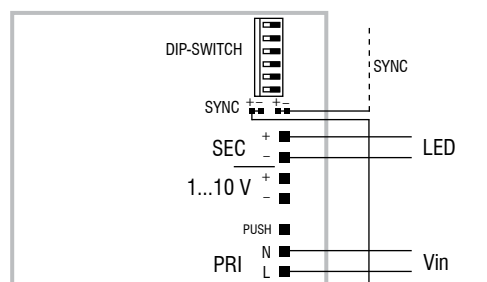 DIP-SWITCH
SYNC
SYNC + - + -
SEC + - LED
1...10 V + -
PUSH
PRI N L Vin